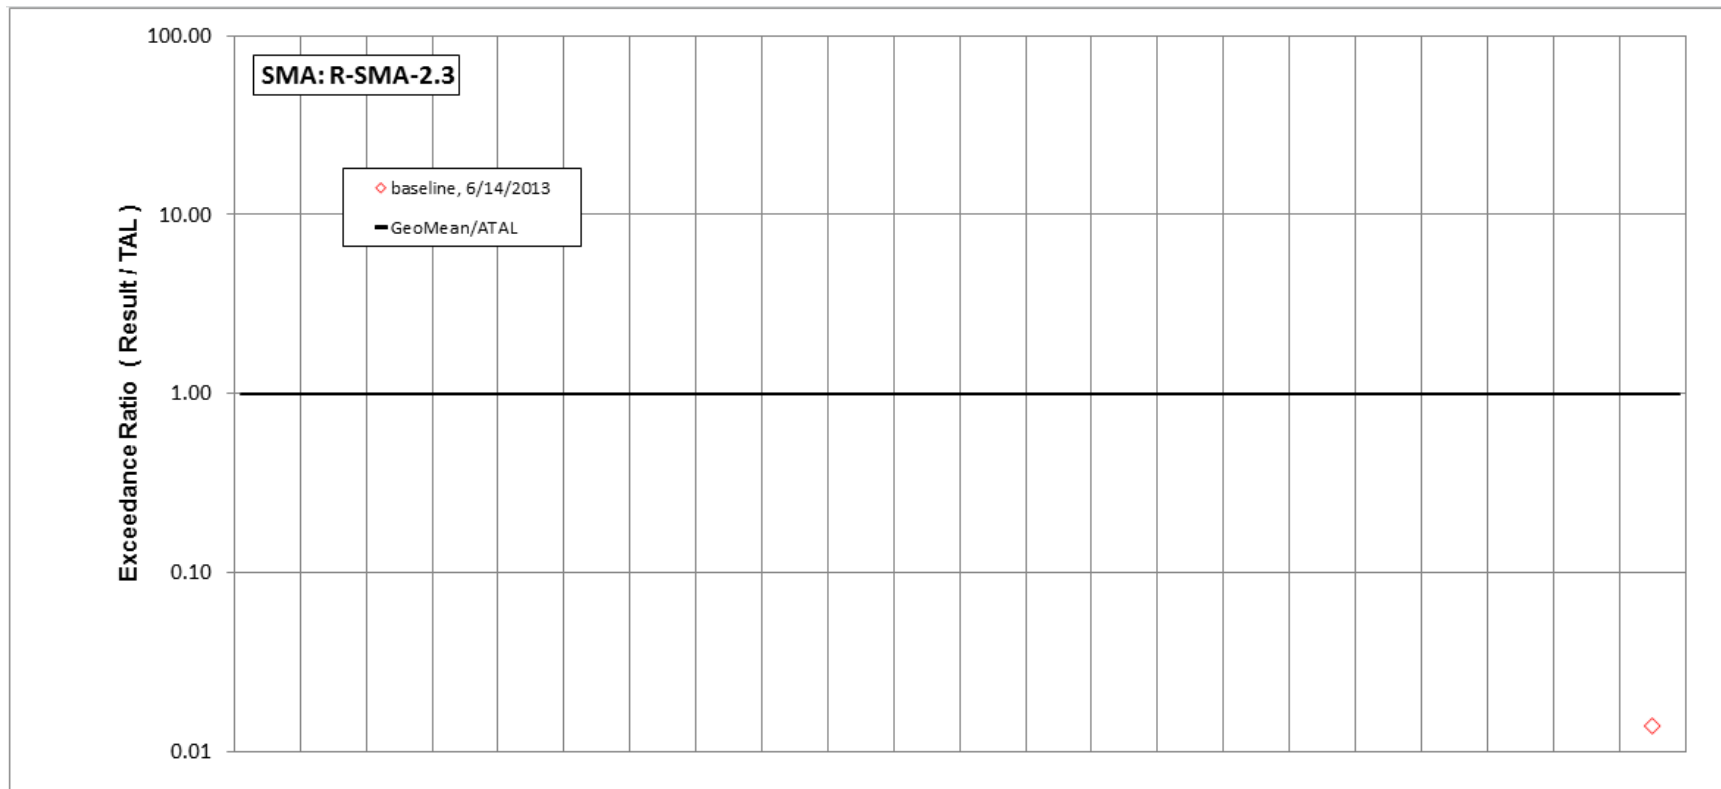 100.00
SMA: R-SMA-2.3
baseline, 6/14/2013
10.00
GeoMean/ATAL
Exceedance Ratio ( Result / TAL )
1.00
0.10
0.01